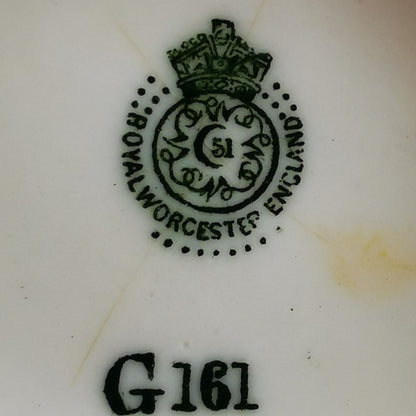 51
ROYAL WORCESTER ENGLAND
G161